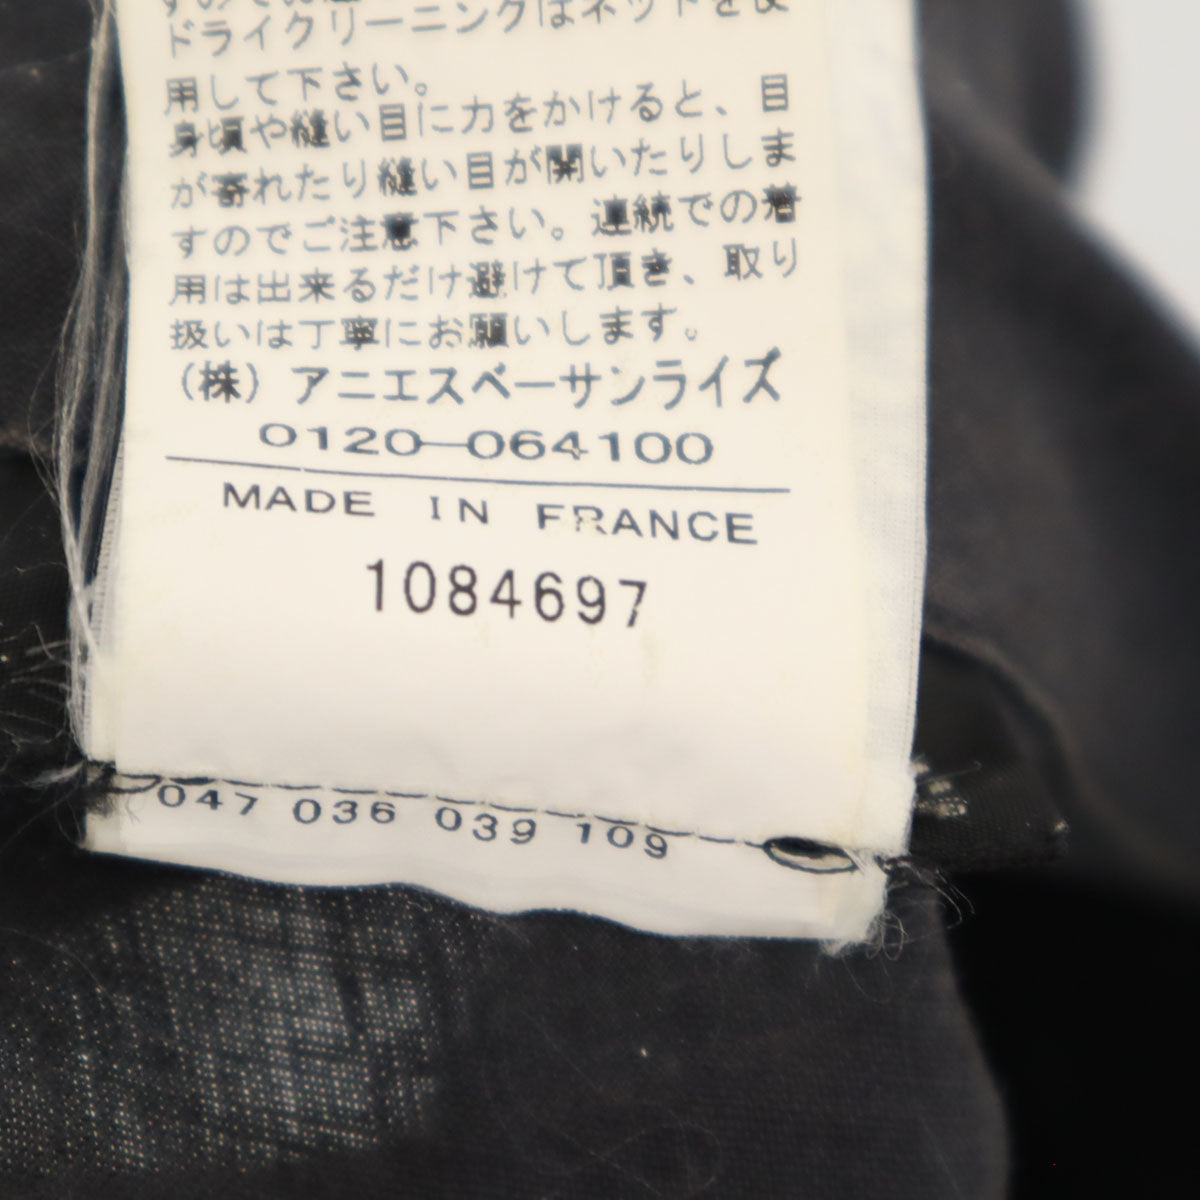 ドライクリーニングはネットを使
用して下さい。
身頃や縫い目に力をかけると、目
が寄れたり縫い目が開いたりしま
すのでご注意下さい。連続での着
用は出来るだけ避けて頂き、取り
扱いは丁寧にお願いします。
(株)アニエスベーサンライズ
0120-064100
MADE IN FRANCE
1084697
047 036 039 109